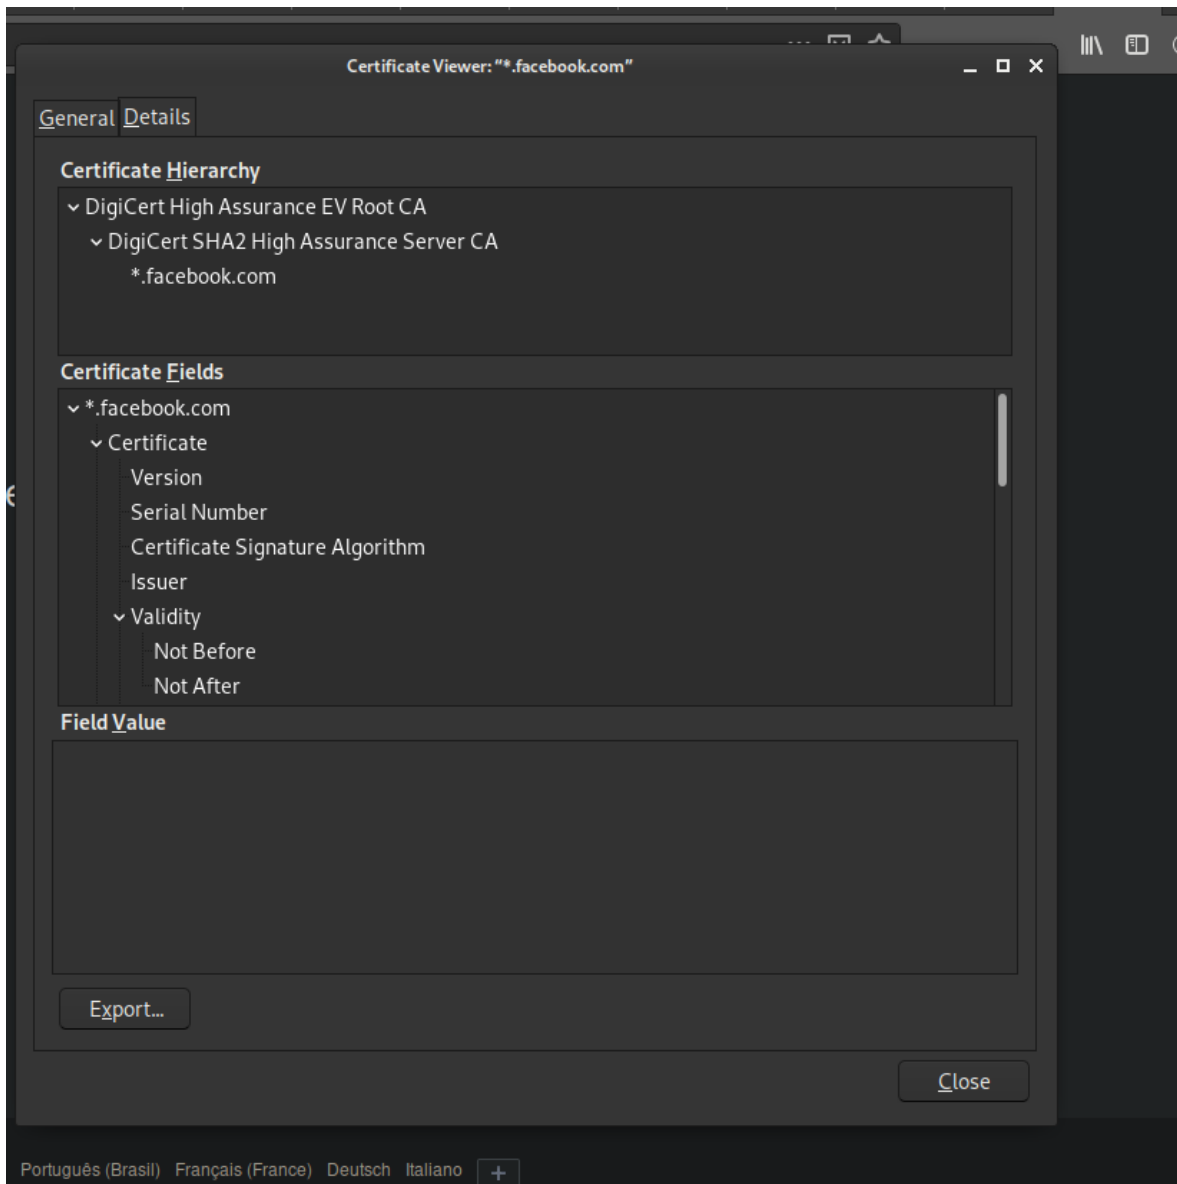 Certificate Viewer: “*.facebook.com”
General Details
Certificate Hierarchy
DigiCert High Assurance EV Root CA
DigiCert SHA2 High Assurance Server CA
*.facebook.com
Certificate Fields
*.facebook.com
Certificate
Version
Serial Number
Certificate Signature Algorithm
Issuer
Validity
Not Before
Not After
Field Value
Export...
Close
Português (Brasil) Français (France) Deutsch Italiano +